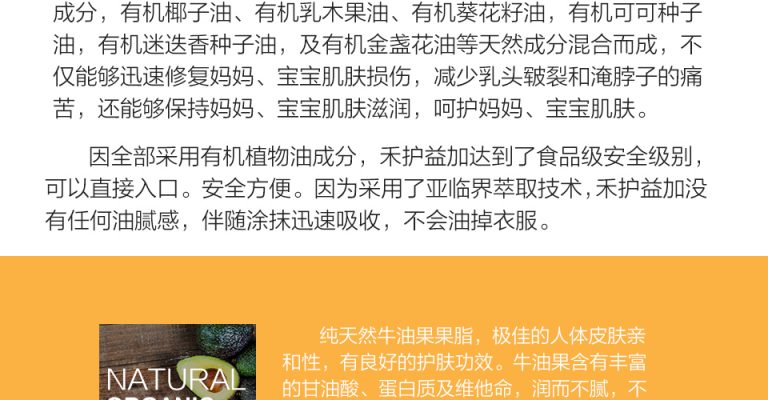 成分，有机椰子油、有机乳木果油、有机葵花籽油，有机可可种子
油，有机迷迭香种子油，及有机金盏花油等天然成分混合而成，不
仅能够迅速修复妈妈、宝宝肌肤损伤，减少乳头皲裂和淹脖子的痛
苦，还能够保持妈妈、宝宝肌肤滋润，呵护妈妈、宝宝肌肤。
因全部采用有机植物油成分，禾护益加达到了食品级安全级别，
可以直接入口。安全方便。因为采用了亚临界萃取技术，禾护益加没
有任何油腻感，伴随涂抹迅速吸收，不会油掉衣服。
纯天然牛油果果脂，极佳的人体皮肤亲
和性，有良好的护肤功效。牛油果含有丰富
的甘油酸、蛋白质及维他命，润而不腻，不
NATURAL
ORGANIC